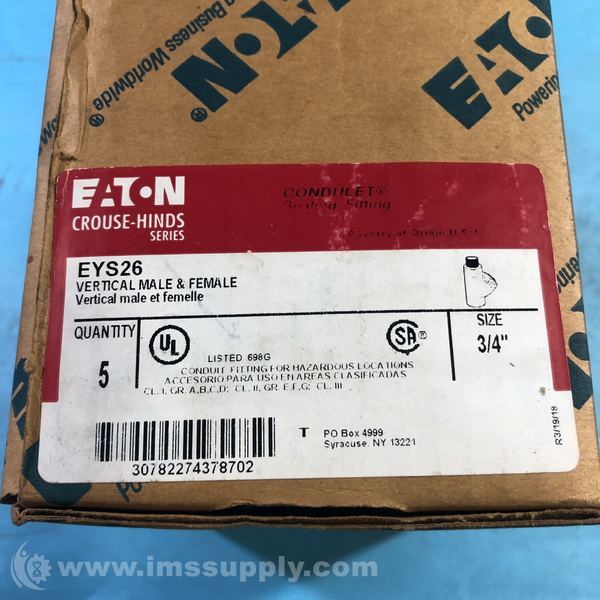 g Business Worldwide™
EATON®
EATON
Powering
EATON
CROUSE-HINDS
SERIES
CONDULET®
Sealing Fitting
Country of Origin U.S.A
EYS26
VERTICAL MALE & FEMALE
Vertical male et femelle
QUANTITY
5
UL
LISTED 698G
SA
SIZE
3/4"
CONDUIT FITTING FOR HAZARDOUS LOCATIONS
ACCESORIO PARA USO EN AREAS CLASIFICADAS
CL. I, GR. A,B,C,D; CL. II, GR. E,F,G; CL. III
30782274378702
T
PO Box 4999
Syracuse. NY 13221
R3/19/18
Po
www.imssupply.com/